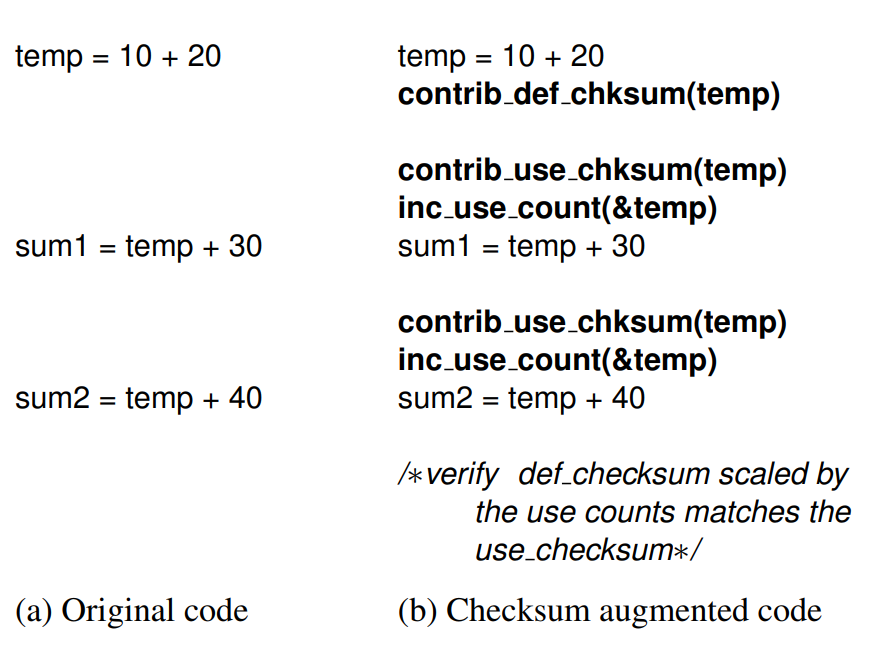 temp = 10 + 20
sum1 = temp + 30
sum2 = temp + 40
(a) Original code
temp = 10 + 20
contrib_def_chksum(temp)
contrib_use_chksum(temp)
inc_use_count(&temp)
sum1 = temp + 30
contrib_use_chksum(temp)
inc_use_count(&temp)
sum2 = temp + 40
/*verify def_checksum scaled by
the use counts matches the
use_checksum*/
(b) Checksum augmented code